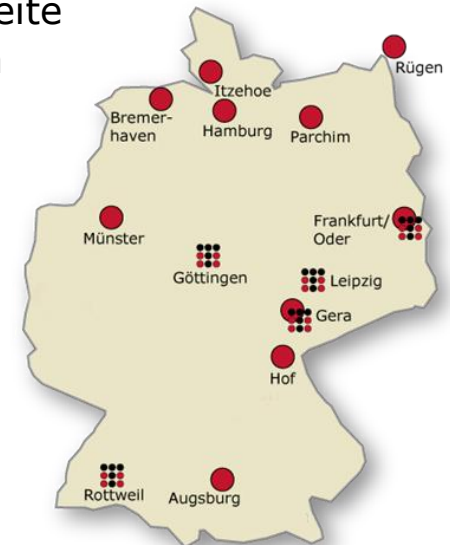 eite
Rügen
Itzehoe
Bremer-
haven
Hamburg
Parchim
Münster
Frankfurt/
Oder
Göttingen
Leipzig
Gera
Hof
Rottweil
Augsburg